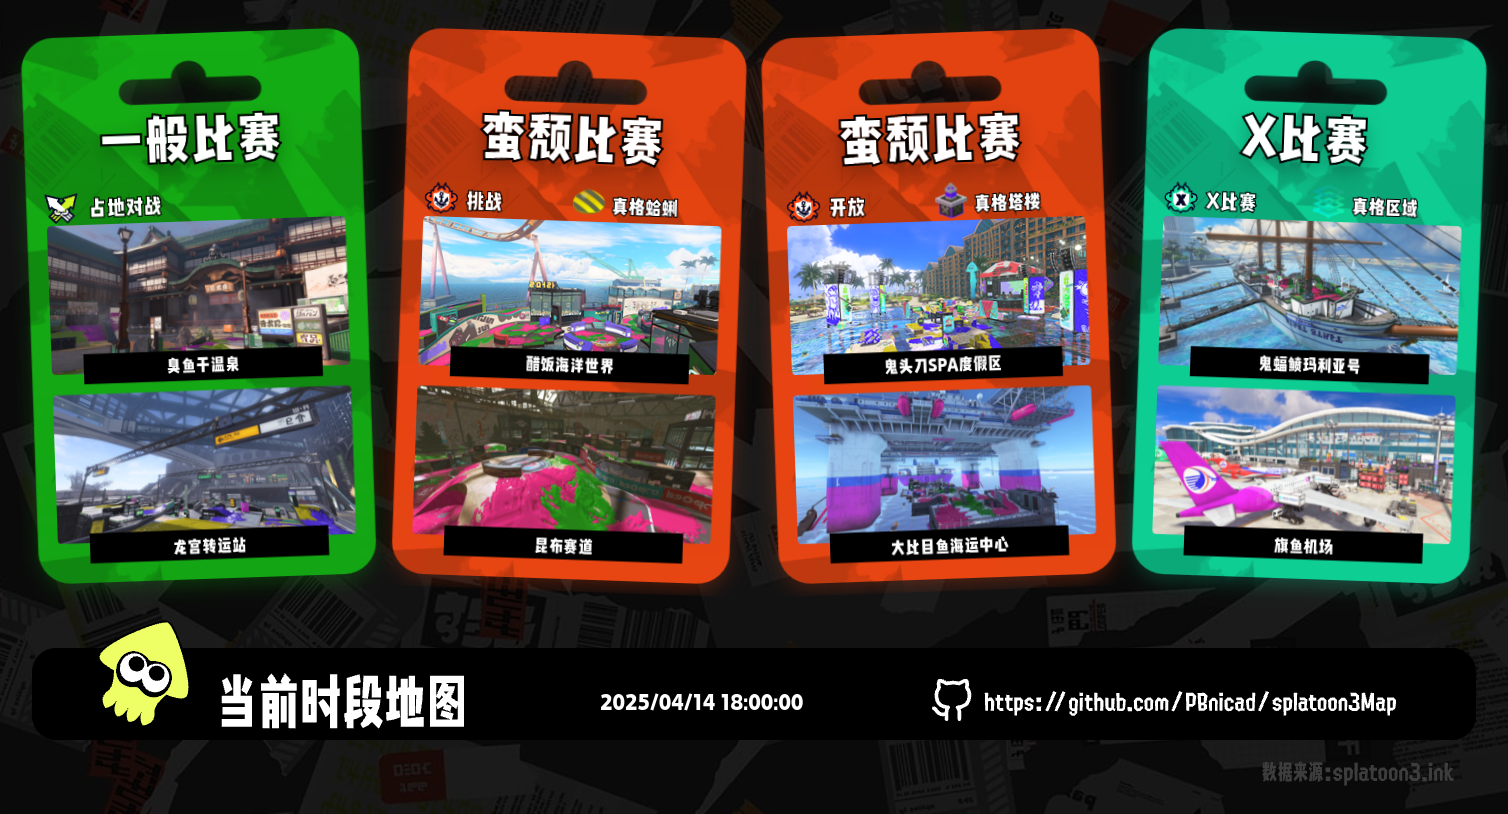 一般比赛
占地对战
臭鱼干温泉
龙宫转运站
蛮颓比赛
挑战
真格蛤蜊
醋饭海洋世界
昆布赛道
蛮颓比赛
开放
真格塔楼
鬼头刀SPA度假区
大比目鱼海运中心
X比赛
X比赛
真格区域
鬼蝠鲼玛利亚号
旗鱼机场
当前时段地图
2025/04/14 18:00:00
https://github.com/PBnicad/splatoon3Map
数据来源:splatoon3.ink